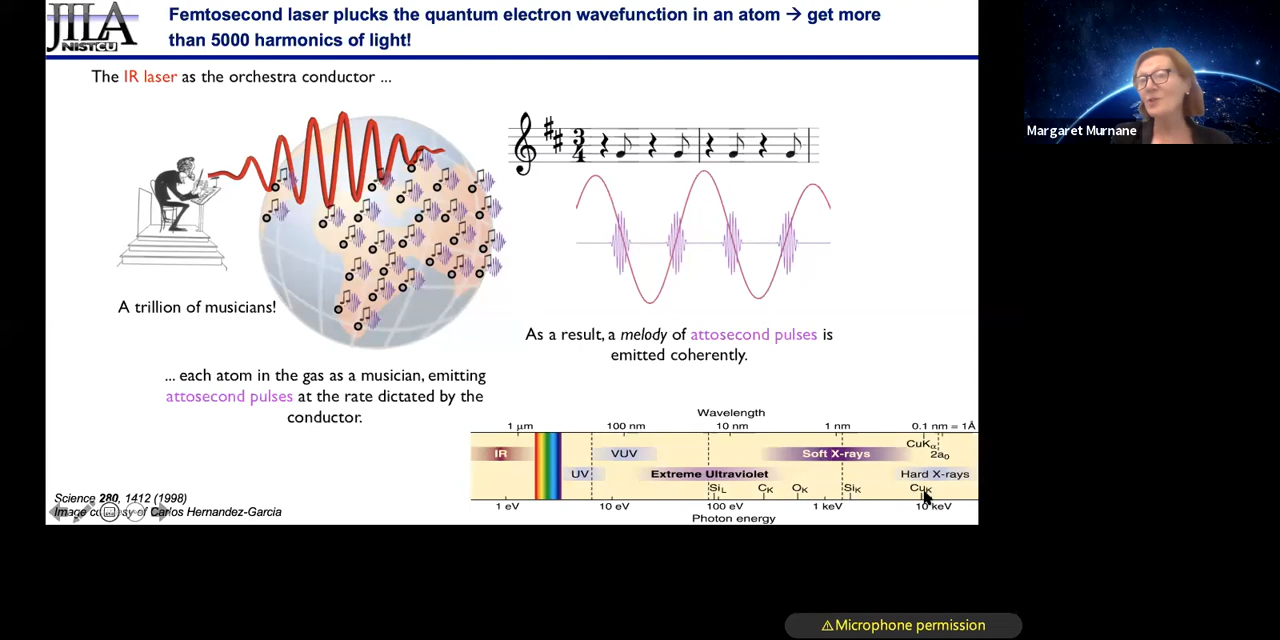 JILA
NIST CU
Femtosecond laser plucks the quantum electron wavefunction in an atom → get more
than 5000 harmonics of light!
The IR laser as the orchestra conductor ...
Margaret Murnane
3
4
A trillion of musicians!
As a result, a melody of attosecond pulses is
emitted coherently.
... each atom in the gas as a musician, emitting
attosecond pulses at the rate dictated by the
conductor.
Wavelength
1 μm 100 nm 10 nm 1 nm 0.1 nm = 1Å
CuKα
IR VUV Soft X-rays 2a0
UV Extreme Ultraviolet Hard X-rays
SiL CK OK SiK CuK
1 eV 10 eV 100 eV 1 keV 10 keV
Photon energy
Science 280, 1412 (1998)
Image of Carlos Hernandez-Garcia
⚠Microphone permission